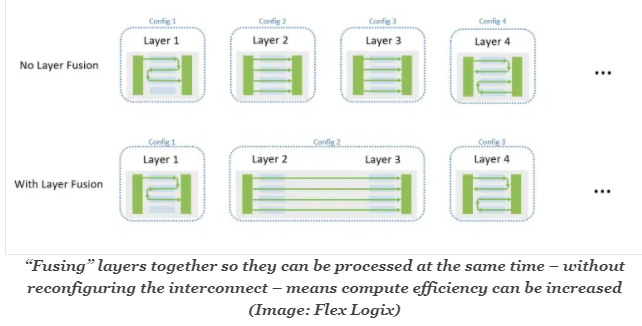 Config 1 Config 2 Config 3 Config 4
No Layer Fusion Layer 1 Layer 2 Layer 3 Layer 4 ...
Config 1 Config 2 Config 3
With Layer Fusion Layer 1 Layer 2 Layer 3 Layer 4 ...
“Fusing” layers together so they can be processed at the same time – without
reconfiguring the interconnect – means compute efficiency can be increased
(Image: Flex Logix)